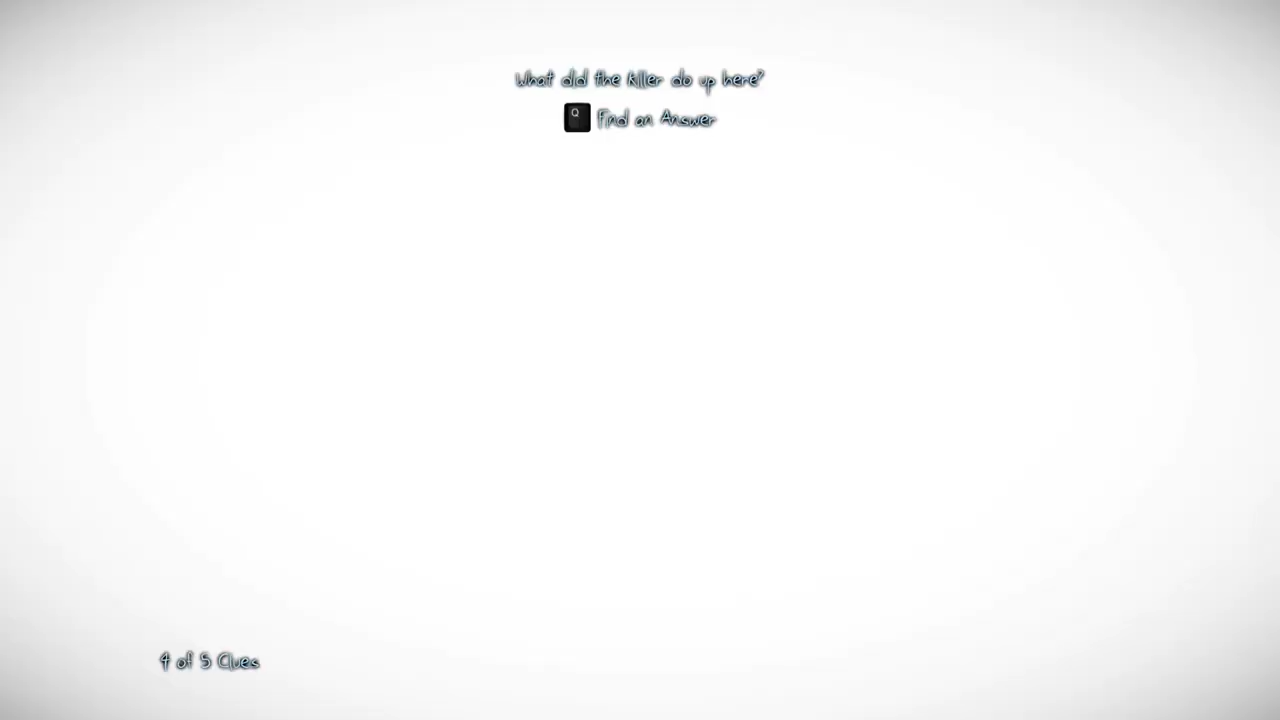 What did the killer do up here?
Q Find an Answer
4 of 5 Clues